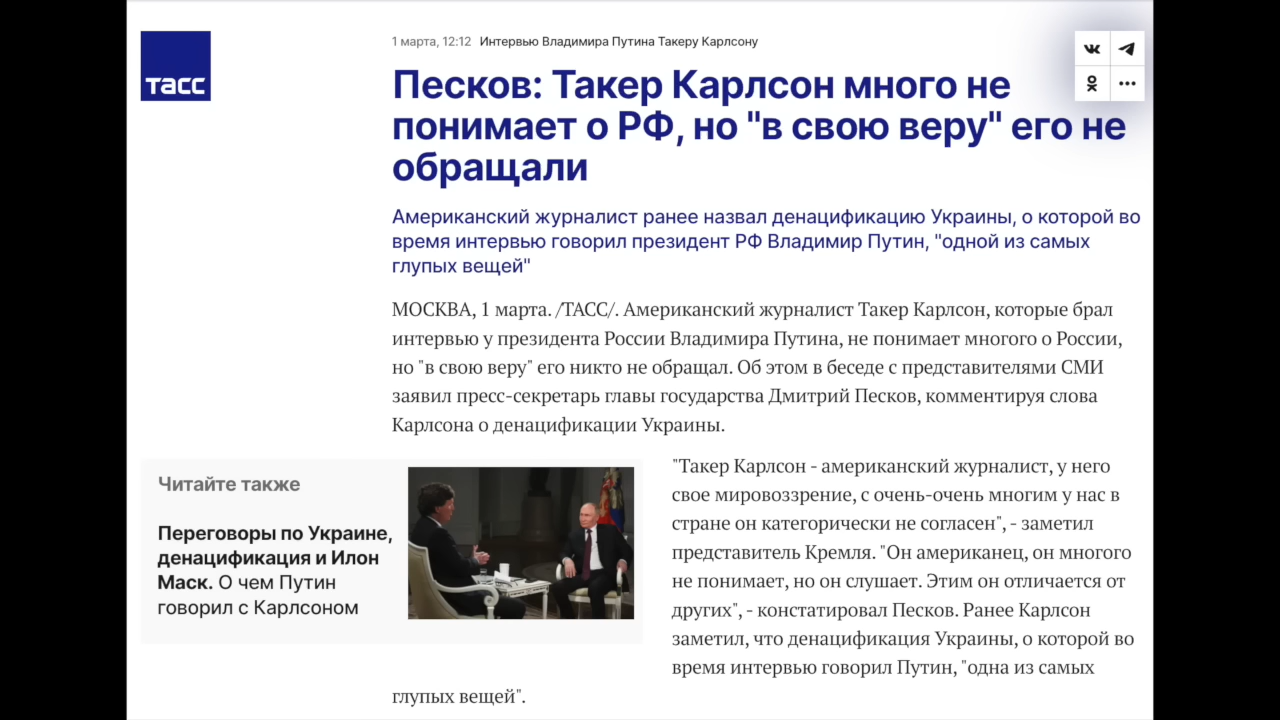 тасс
1 марта, 12:12 Интервью Владимира Путина Такеру Карлсону
Песков: Такер Карлсон много не
понимает о РФ, но "в свою веру" его не
обращали
Американский журналист ранее назвал денацификацию Украины, о которой во
время интервью говорил президент РФ Владимир Путин, "одной из самых
глупых вещей"
МОСКВА, 1 марта. /ТАСС/. Американский журналист Такер Карлсон, которые брал
интервью у президента России Владимира Путина, не понимает многого о России,
но "в свою веру" его никто не обращал. Об этом в беседе с представителями СМИ
заявил пресс-секретарь главы государства Дмитрий Песков, комментируя слова
Карлсона о денацификации Украины.
Читайте также
Переговоры по Украине,
денацификация и Илон
Маск. О чем Путин
говорил с Карлсоном
"Такер Карлсон - американский журналист, у него
свое мировоззрение, с очень-очень многим у нас в
стране он категорически не согласен", - заметил
представитель Кремля. "Он американец, он многого
не понимает, но он слушает. Этим он отличается от
других", - констатировал Песков. Ранее Карлсон
заметил, что денацификация Украины, о которой во
время интервью говорил Путин, "одна из самых
глупых вещей".